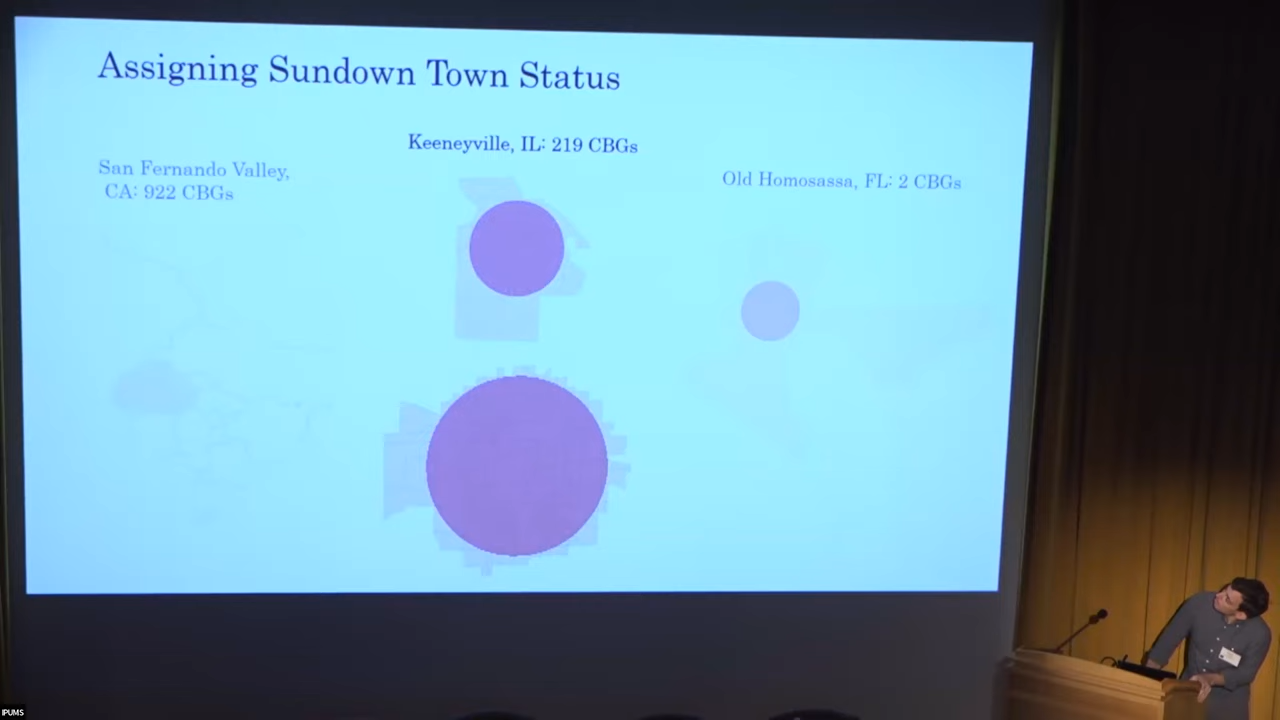 Assigning Sundown Town Status
Keeneyville, IL: 219 CBGs
San Fernando Valley,
CA: 922 CBGs
Old Homosassa, FL: 2 CBGs
IPUMS